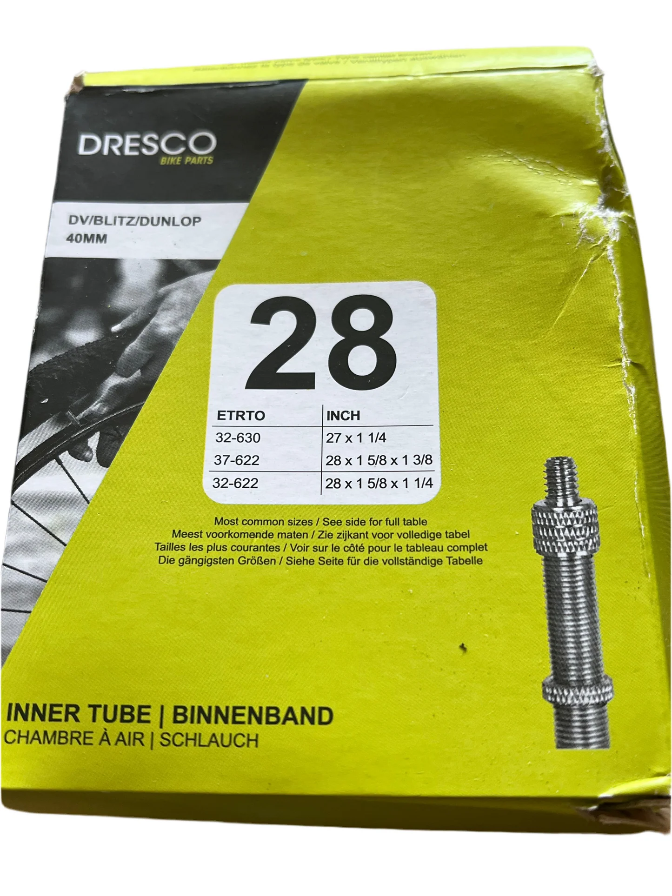 DRESCO
BIKE PARTS
DV/BLITZ/DUNLOP
40MM
28
ETRTO INCH
32-630 27 x 1 1/4
37-622 28 x 1 5/8 x 1 3/8
32-622 28 x 1 5/8 x 1 1/4
Most common sizes / See side for full table
Meest voorkomende maten / Zie zijkant voor volledige tabel
Tailles les plus courantes / Voir sur le côté pour le tableau complet
Die gängigsten Größen / Siehe Seite für die vollständige Tabelle
INNER TUBE | BINNENBAND
CHAMBRE À AIR | SCHLAUCH